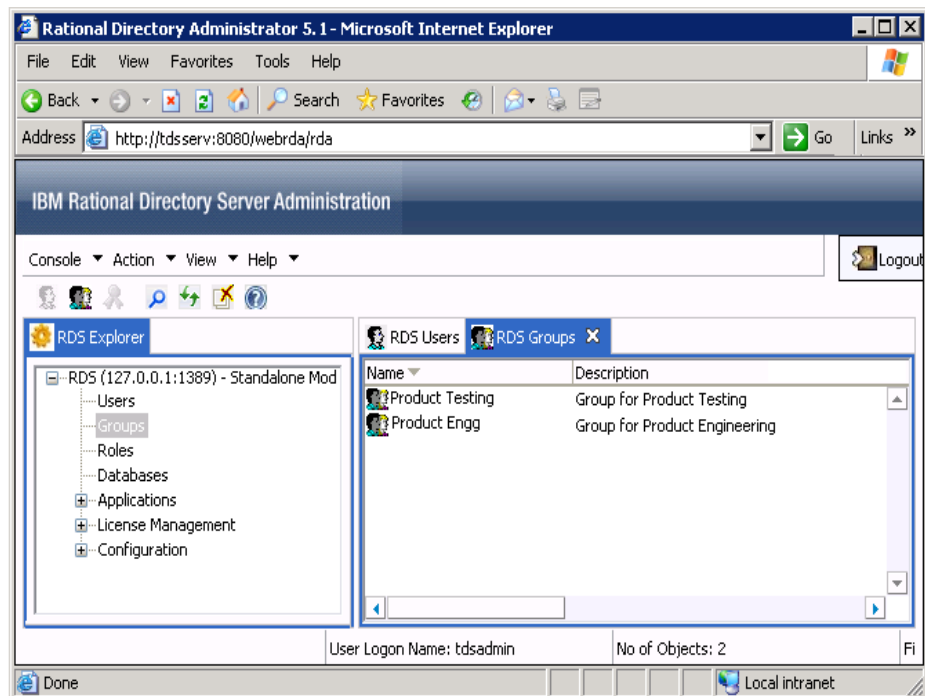 Rational Directory Administrator 5.1 - Microsoft Internet Explorer
File Edit View Favorites Tools Help
Back Search Favorites
Address http://tdsserv:8080/webrda/rda Go Links »
IBM Rational Directory Server Administration
Console Action View Help Logout
RDS Explorer
RDS (127.0.0.1:1389) - Standalone Mod
Users
Groups
Roles
Databases
Applications
License Management
Configuration
RDS Users RDS Groups X
Name Description
Product Testing Group for Product Testing
Product Engg Group for Product Engineering
User Logon Name: tdsadmin No of Objects: 2 Fi
Done Local intranet